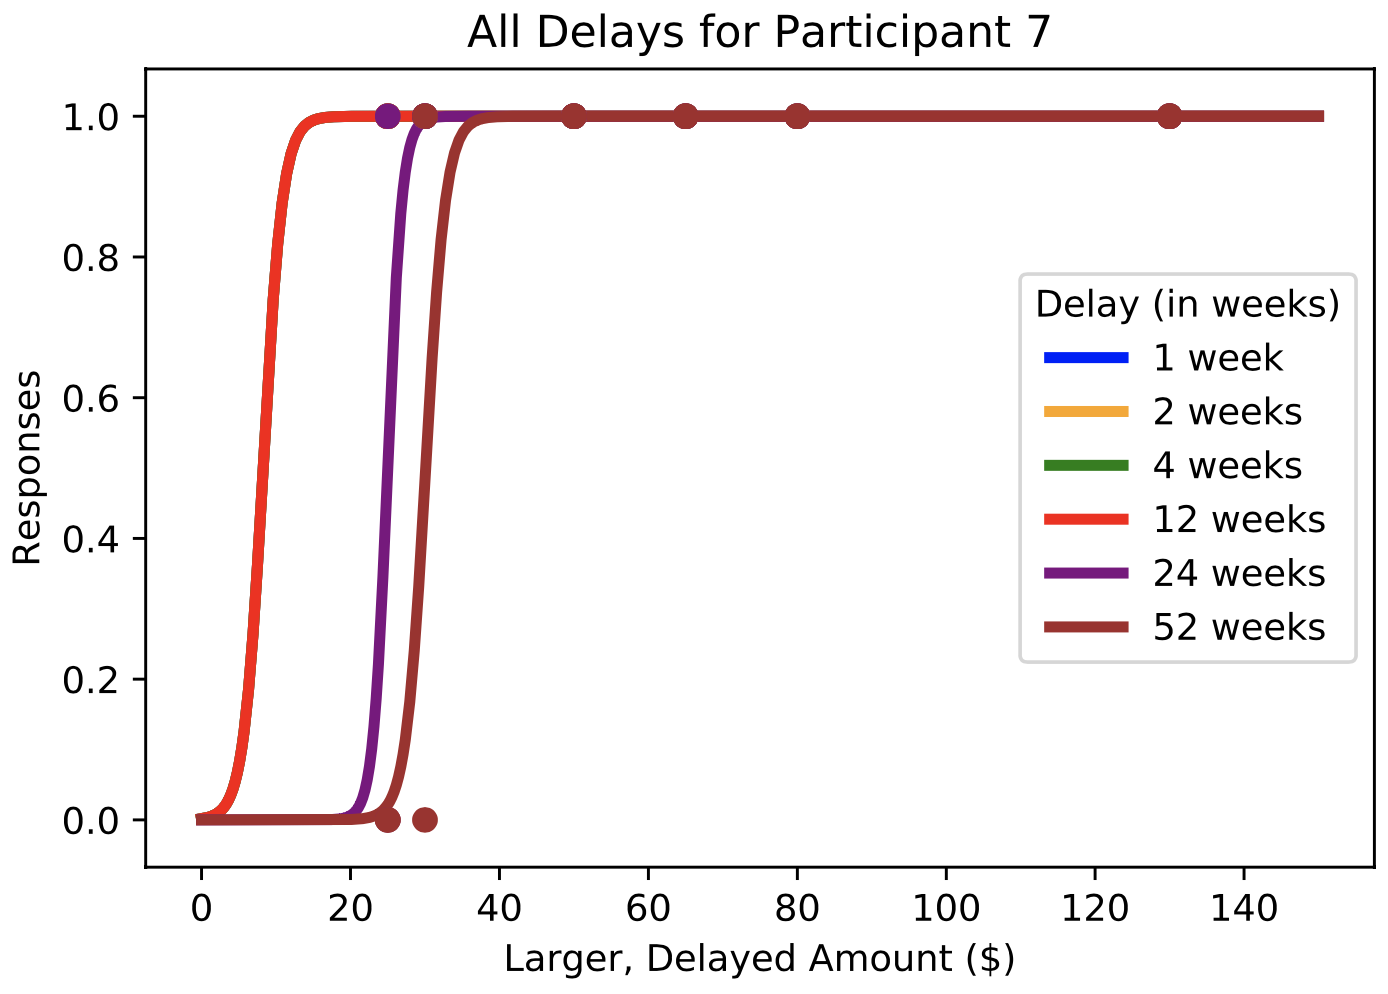 All Delays for Participant 7
1.0
0.8
0.6
0.4
0.2
0.0
Responses
Delay (in weeks)
1 week
2 weeks
4 weeks
12 weeks
24 weeks
52 weeks
0 20 40 60 80 100 120 140
Larger, Delayed Amount ($)